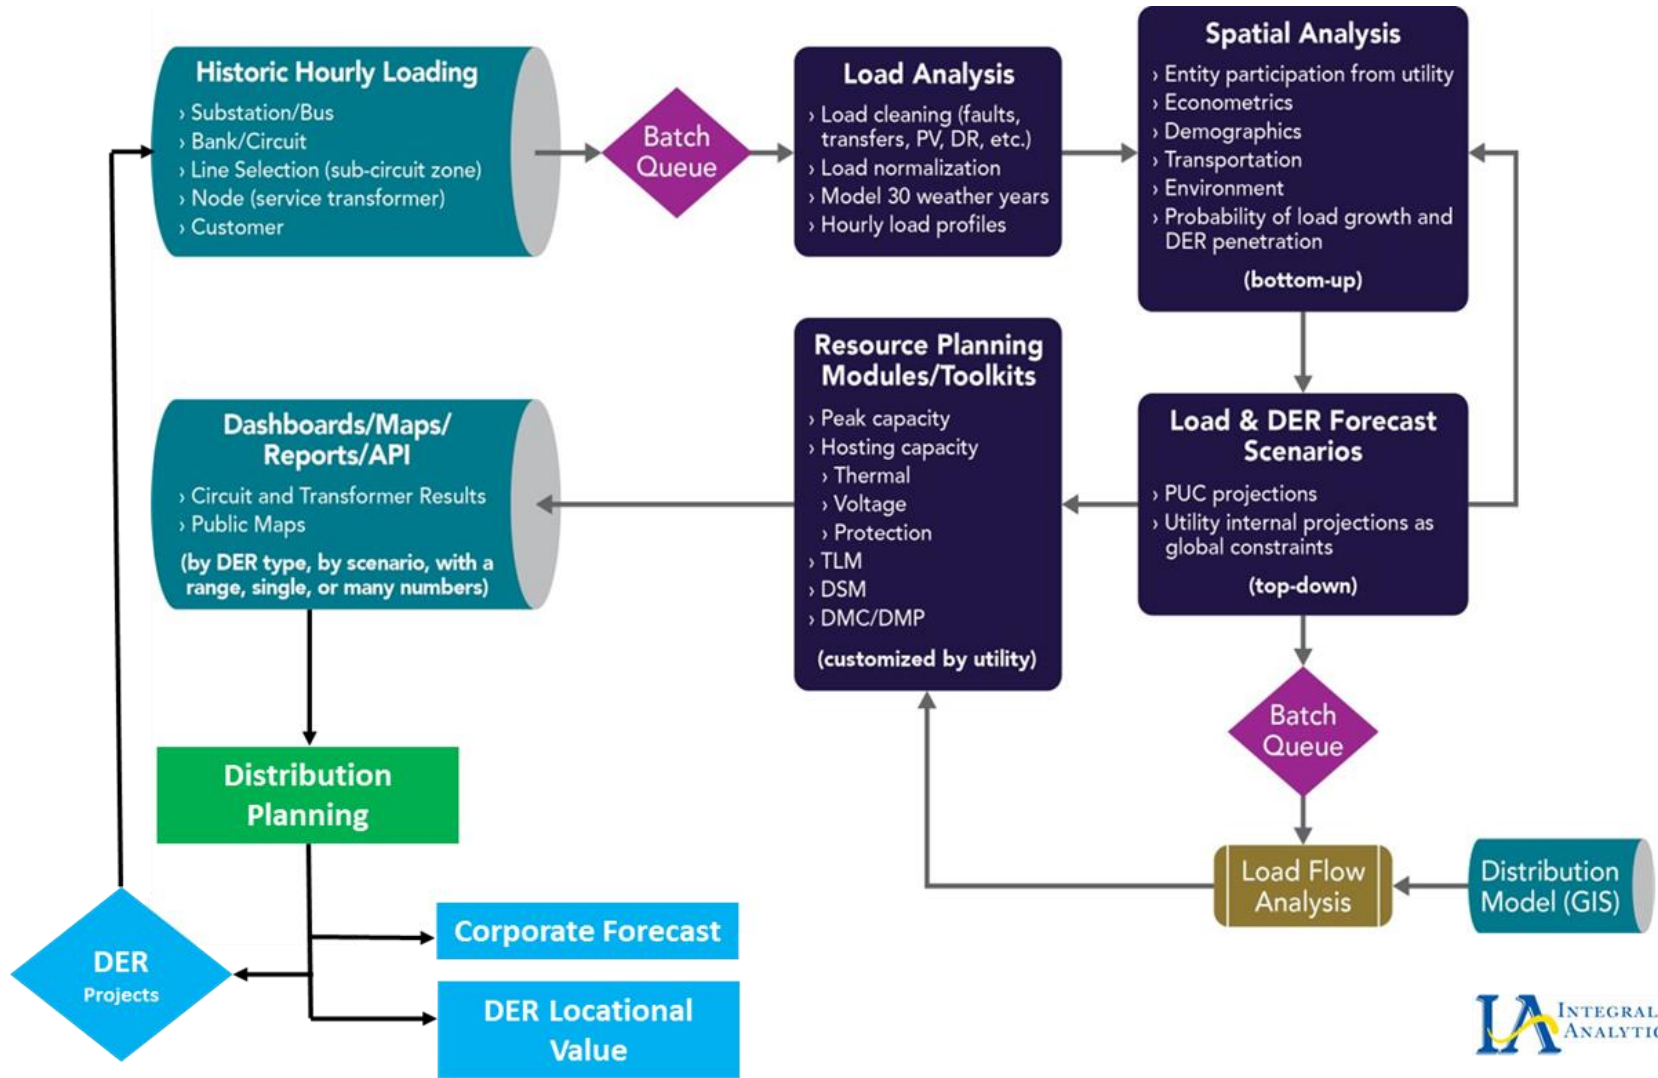 Historic Hourly Loading
› Substation/Bus
› Bank/Circuit
› Line Selection (sub-circuit zone)
› Node (service transformer)
› Customer
Batch
Queue
Load Analysis
› Load cleaning (faults,
transfers, PV, DR, etc.)
› Load normalization
› Model 30 weather years
› Hourly load profiles
Spatial Analysis
› Entity participation from utility
› Econometrics
› Demographics
› Transportation
› Environment
› Probability of load growth and
DER penetration
(bottom-up)
Load & DER Forecast
Scenarios
› PUC projections
› Utility internal projections as
global constraints
(top-down)
Resource Planning
Modules/Toolkits
› Peak capacity
› Hosting capacity
› Thermal
› Voltage
› Protection
› TLM
› DSM
› DMC/DMP
(customized by utility)
Dashboards/Maps/
Reports/API
› Circuit and Transformer Results
› Public Maps
(by DER type, by scenario, with a
range, single, or many numbers)
Batch
Queue
Load Flow
Analysis
Distribution
Model (GIS)
Distribution
Planning
Corporate Forecast
DER Locational
Value
DER
Projects
IA
INTEGRAL
ANALYTIC